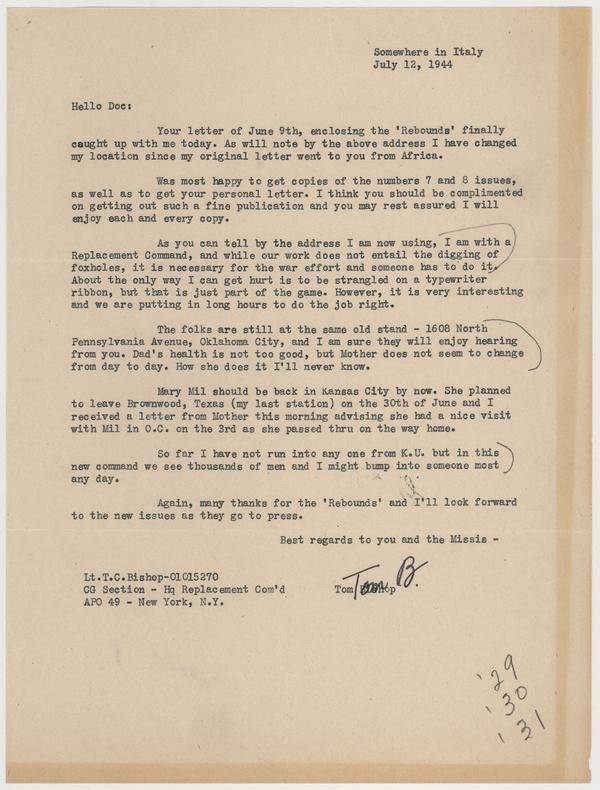 Somewhere in Italy
July 12, 1944
Hello Doc:
Your letter of June 9th, enclosing the 'Rebounds' finally
caught up with me today. As will note by the above address I have changed
my location since my original letter went to you from Africa.
Was most happy to get copies of the numbers 7 and 8 issues,
as well as to get your personal letter. I think you should be complimented
on getting out such a fine publication and you may rest assured I will
enjoy each and every copy.
As you can tell by the address I am now using, I am with a
Replacement Command, and while our work does not entail the digging of
foxholes, it is necessary for the war effort and someone has to do it.
About the only way I can get hurt is to be strangled on a typewriter
ribbon, but that is just part of the game. However, it is very interesting
and we are putting in long hours to do the job right.
The folks are still at the same old stand - 1608 North
Pennsylvania Avenue, Oklahoma City, and I am sure they will enjoy hearing
from you. Dad's health is not too good, but Mother does not seem to change
from day to day. How she does it I'll never know.
Mary Mil should be back in Kansas City by now. She planned
to leave Brownwood, Texas (my last station) on the 30th of June and I
received a letter from Mother this morning advising she had a nice visit
with Mil in O.C. on the 3rd as she passed thru on the way home.
So far I have not run into any one from K.U. but in this
new command we see thousands of men and I might bump into someone most
any day.
Again, many thanks for the 'Rebounds' and I'll look forward
to the new issues as they go to press.
Best regards to you and the Missis -
Lt.T.C.Bishop-01015270
CG Section - Hq Replacement Com'd
Tom Bishop
Tom B.
APO 49 - New York, N.Y.
'29
'30
'31